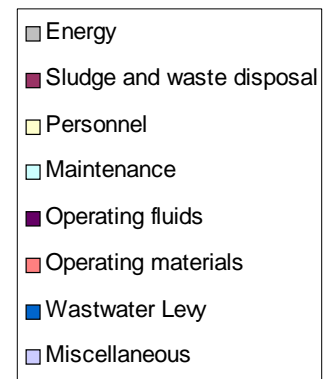 Energy
Sludge and waste disposal
Personnel
Maintenance
Operating fluids
Operating materials
Wastwater Levy
Miscellaneous